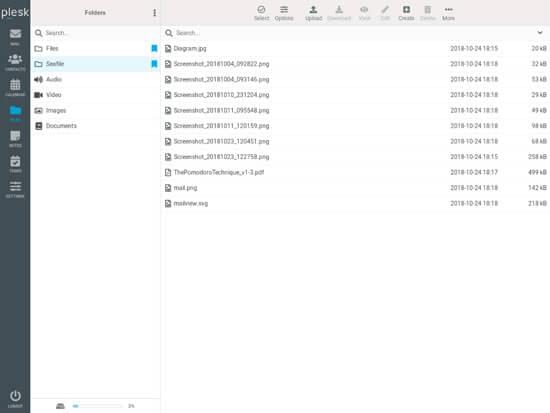 plesk
Folders
Select
Options
Upload
Download
View
Edit
Create
Delete
More
Search...
Search...
MAIL
CONTACTS
CALENDAR
FILES
NOTES
TASKS
SETTINGS
LOGOUT
Files
Seafile
Audio
Video
Images
Documents
Diagram.jpg 2018-10-24 18:15 20 kB
Screenshot_20181004_092822.png 2018-10-24 18:18 32 kB
Screenshot_20181004_093146.png 2018-10-24 18:18 53 kB
Screenshot_20181010_231204.png 2018-10-24 18:18 29 kB
Screenshot_20181011_095548.png 2018-10-24 18:18 49 kB
Screenshot_20181011_120159.png 2018-10-24 18:18 98 kB
Screenshot_20181023_120451.png 2018-10-24 18:18 68 kB
Screenshot_20181023_122758.png 2018-10-24 18:15 258 kB
ThePomodoroTechnique_v1-3.pdf 2018-10-24 18:17 499 kB
mail.png 2018-10-24 18:18 142 kB
mailview.svg 2018-10-24 18:18 218 kB
3%